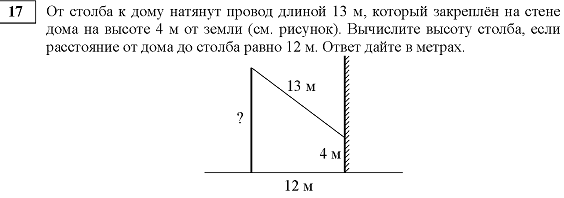 17 От столба к дому натянут провод длиной 13 м, который закреплён на стене
дома на высоте 4 м от земли (см. рисунок). Вычислите высоту столба, если
расстояние от дома до столба равно 12 м. Ответ дайте в метрах.
13 м
?
4 м
12 м